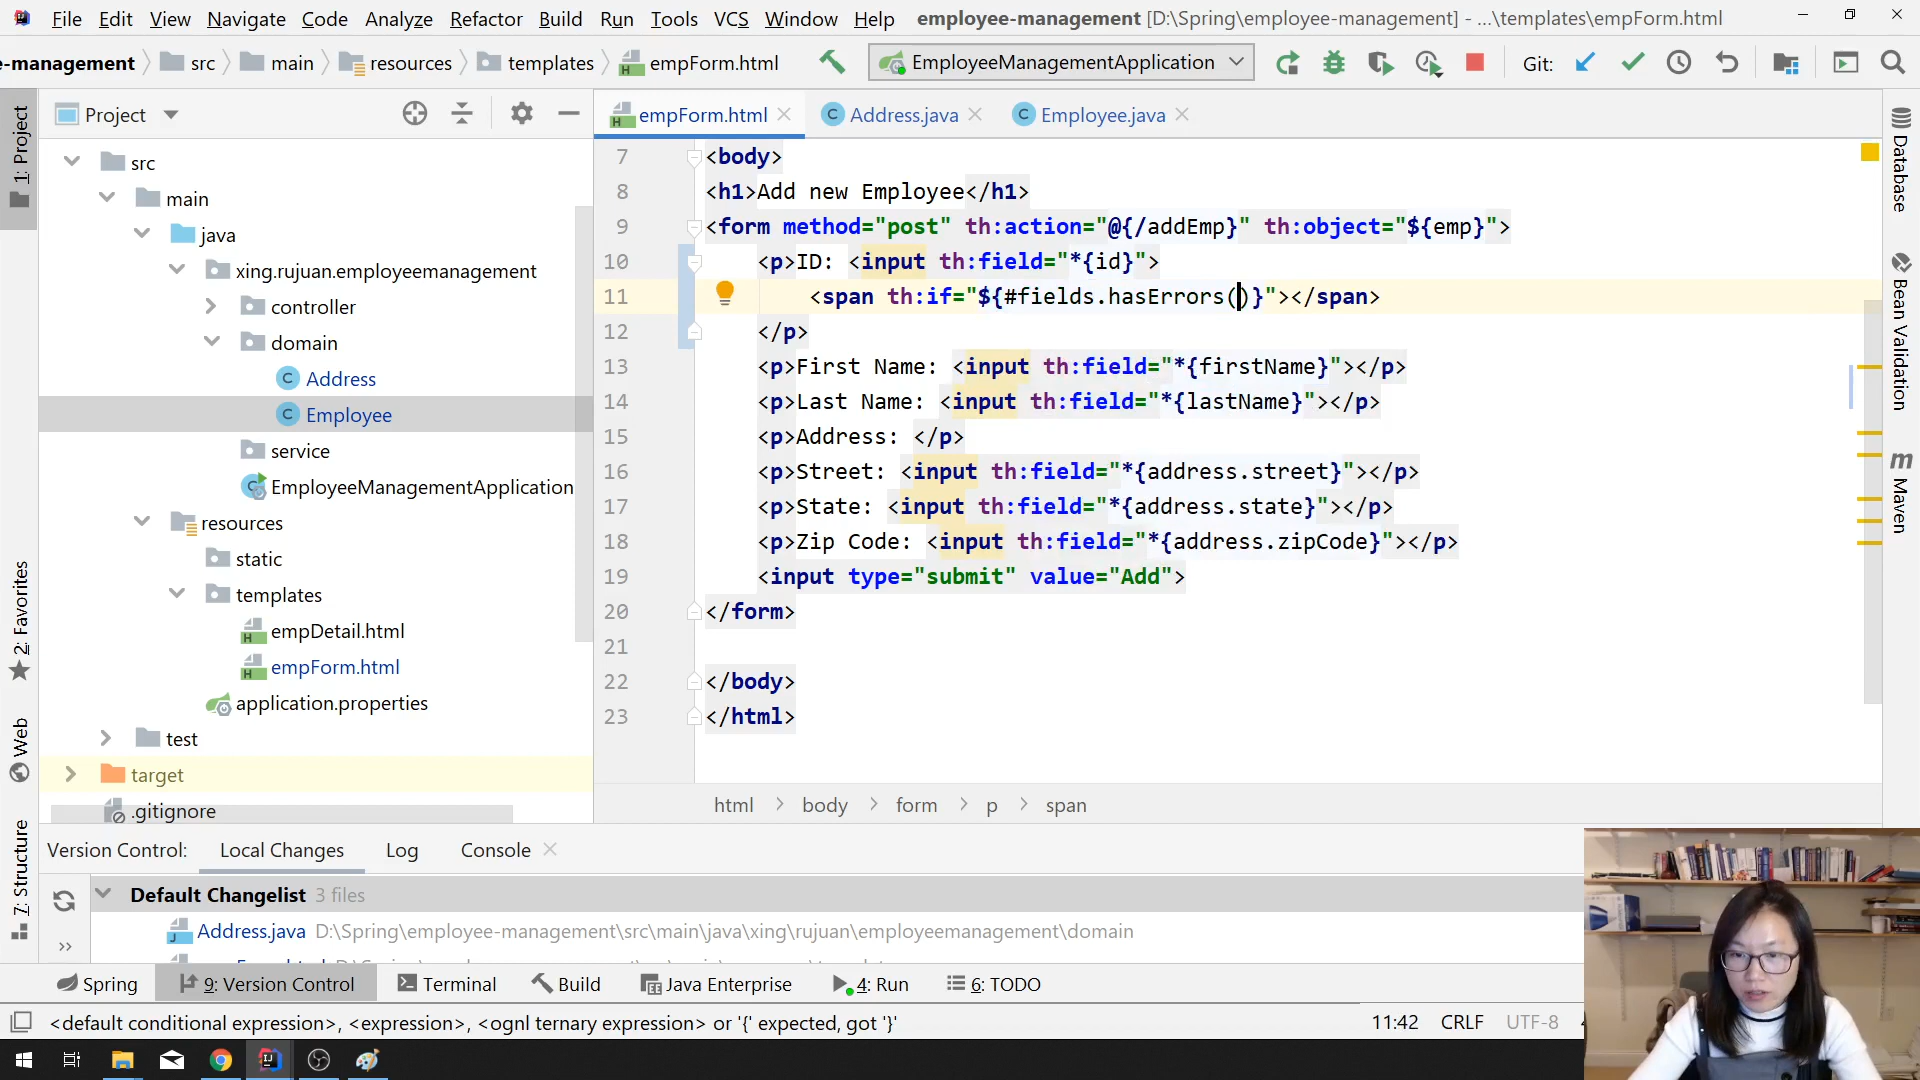 File Edit View Navigate Code Analyze Refactor Build Run Tools VCS Window Help employee-management [D:\Spring\employee-management] - ...\templates\empForm.html
e-management src main resources templates empForm.html EmployeeManagementApplication Git:
1: Project
Project
empForm.html Address.java Employee.java
src
main
java
xing.rujuan.employeemanagement
controller
domain
Address
Employee
service
EmployeeManagementApplication
resources
static
templates
empDetail.html
empForm.html
application.properties
test
target
.gitignore
7 <body>
8 <h1>Add new Employee</h1>
9 <form method="post" th:action="@{/addEmp}" th:object="${emp}">
10 <p>ID: <input th:field="*{id}">
11 <span th:if="${#fields.hasErrors()}"></span>
12 </p>
13 <p>First Name: <input th:field="*{firstName}"></p>
14 <p>Last Name: <input th:field="*{lastName}"></p>
15 <p>Address: </p>
16 <p>Street: <input th:field="*{address.street}"></p>
17 <p>State: <input th:field="*{address.state}"></p>
18 <p>Zip Code: <input th:field="*{address.zipCode}"></p>
19 <input type="submit" value="Add">
20 </form>
21
22 </body>
23 </html>
html body form p span
Database
Bean Validation
m Maven
2: Favorites
Web
7: Structure
Version Control: Local Changes Log Console
Default Changelist 3 files
Address.java D:\Spring\employee-management\src\main\java\xing\rujuan\employeemanagement\domain
Spring 9: Version Control Terminal Build Java Enterprise 4: Run 6: TODO
<default conditional expression>, <expression>, <ognl ternary expression> or '{' expected, got '}'
11:42 CRLF UTF-8